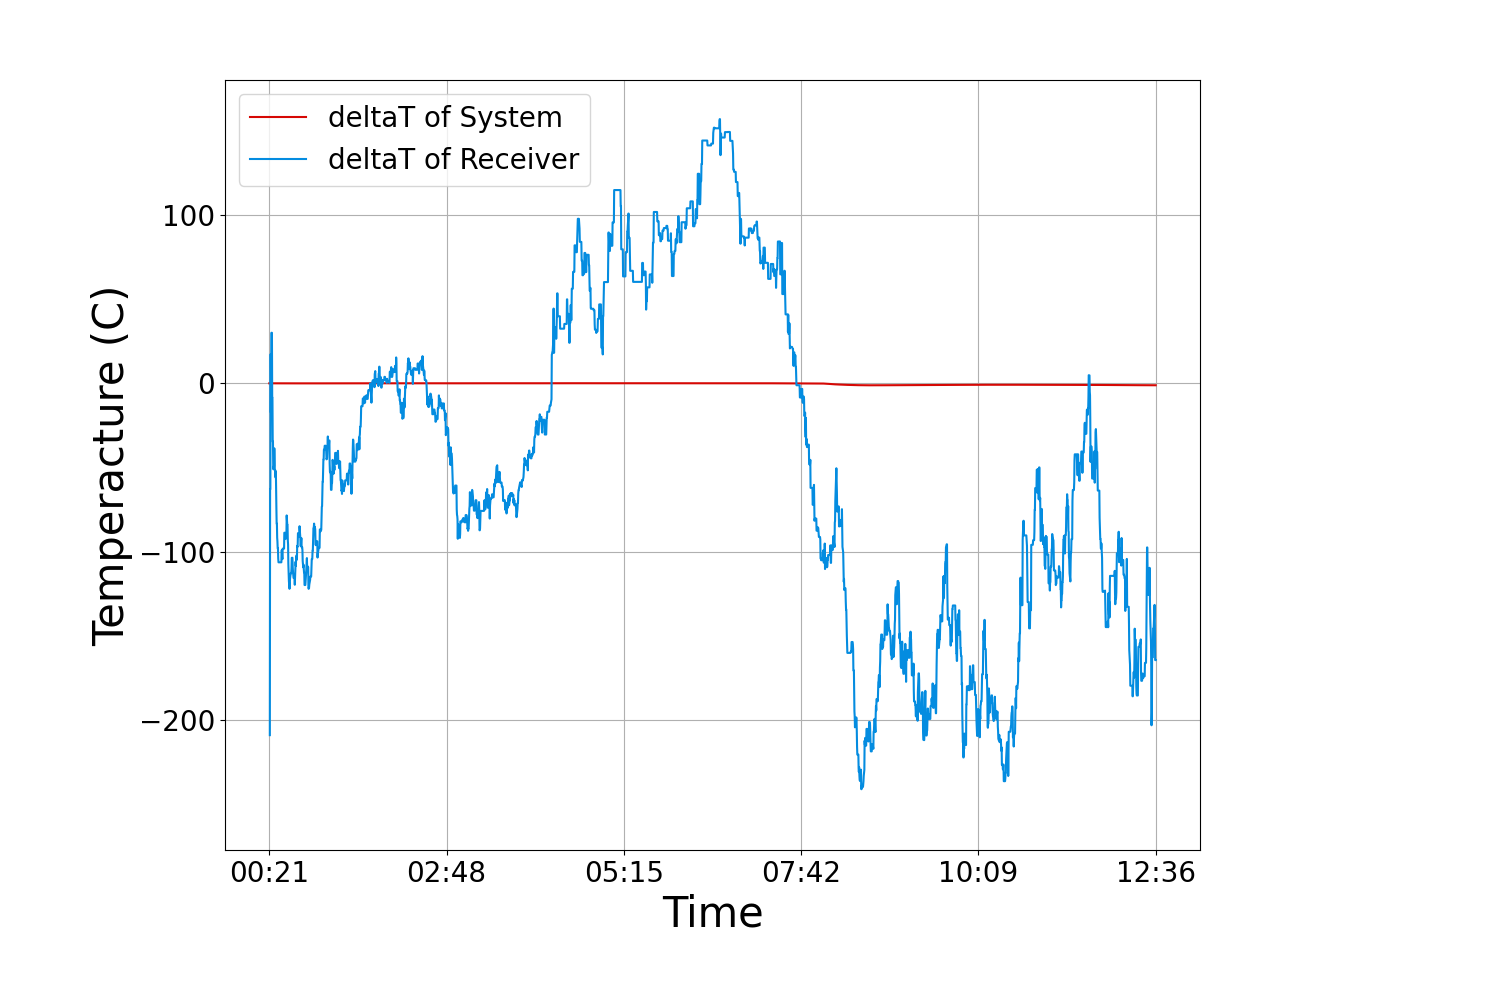 deltaT of System
deltaT of Receiver
Temperacture (C)
100
0
−100
−200
00:21 02:48 05:15 07:42 10:09 12:36
Time